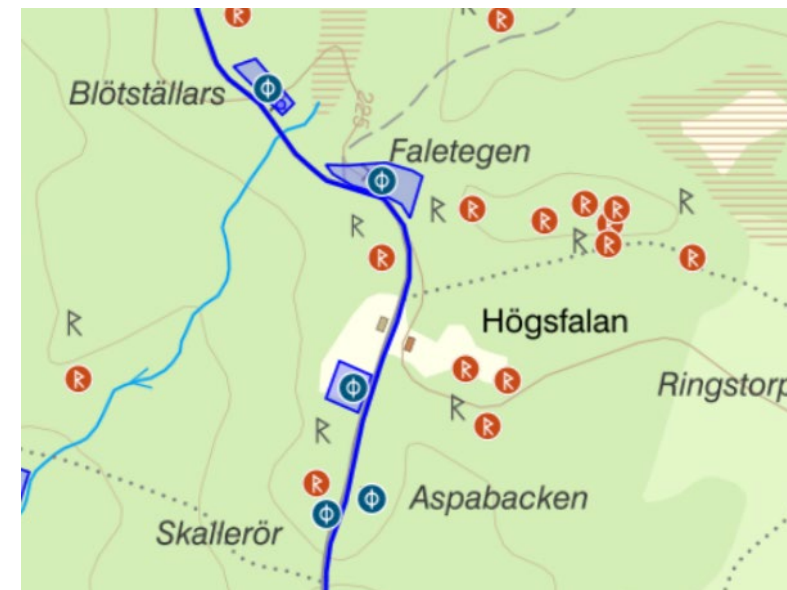 Blötställars
225
Faletegen
Högsfalan
Ringstorp
Aspabacken
Skallerör